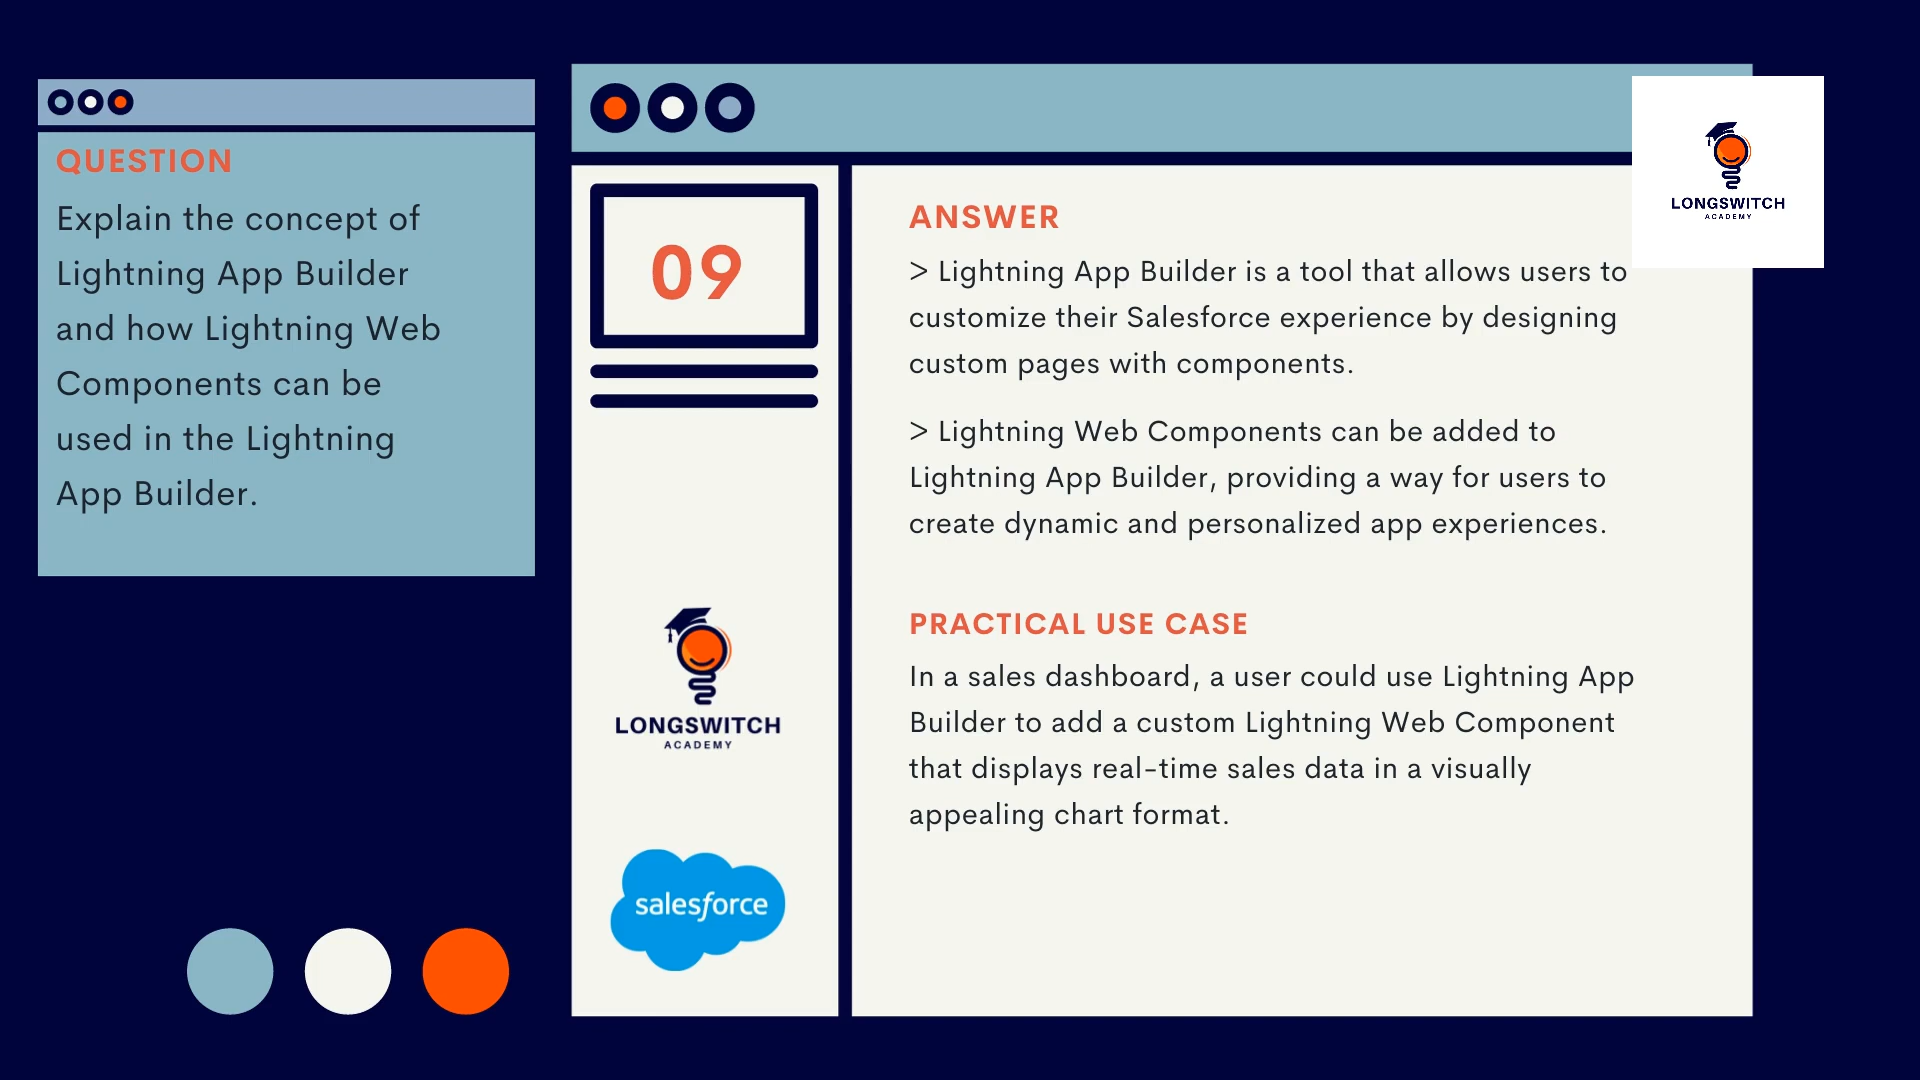 QUESTION
Explain the concept of
Lightning App Builder
and how Lightning Web
Components can be
used in the Lightning
App Builder.
09
LONGSWITCH
ACADEMY
salesforce
ANSWER
> Lightning App Builder is a tool that allows users to
customize their Salesforce experience by designing
custom pages with components.
> Lightning Web Components can be added to
Lightning App Builder, providing a way for users to
create dynamic and personalized app experiences.
PRACTICAL USE CASE
In a sales dashboard, a user could use Lightning App
Builder to add a custom Lightning Web Component
that displays real-time sales data in a visually
appealing chart format.
LONGSWITCH
ACADEMY